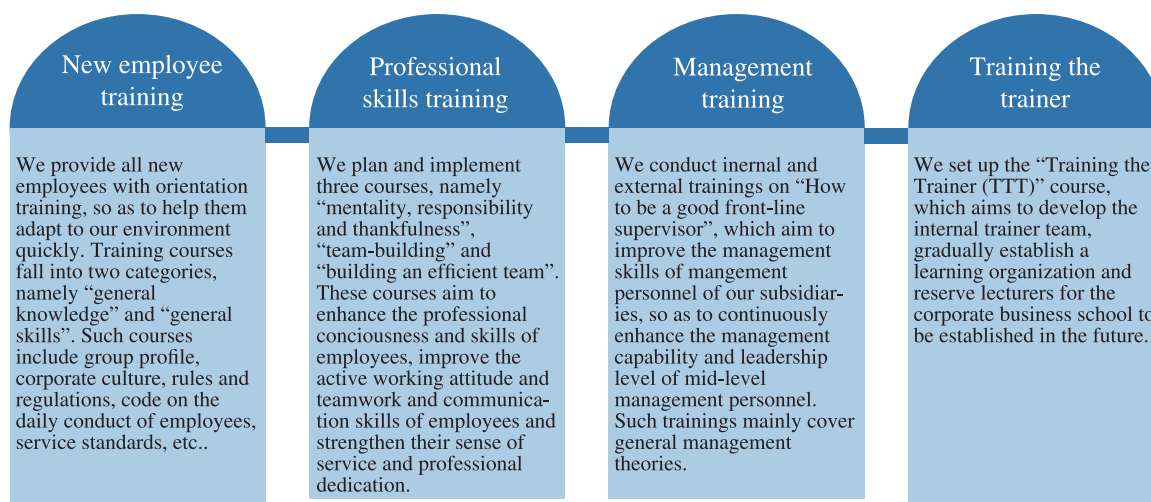 New employee
training
We provide all new
employees with orientation
training, so as to help them
adapt to our environment
quickly. Training courses
fall into two categories,
namely “general
knowledge” and “general
skills”. Such courses
include group profile,
corporate culture, rules and
regulations, code on the
daily conduct of employees,
service standards, etc..
Professional
skills training
We plan and implement
three courses, namely
“mentality, responsibility
and thankfulness”,
“team-building” and
“building an efficient team”.
These courses aim to
enhance the professional
conciousness and skills of
employees, improve the
active working attitude and
teamwork and communica-
tion skills of employees and
strengthen their sense of
service and professional
dedication.
Management
training
We conduct inernal and
external trainings on “How
to be a good front-line
supervisor”, which aim to
improve the management
skills of mangement
personnel of our subsidiar-
ies, so as to continuously
enhance the management
capability and leadership
level of mid-level
management personnel.
Such trainings mainly cover
general management
theories.
Training the
trainer
We set up the “Training the
Trainer (TTT)” course,
which aims to develop the
internal trainer team,
gradually establish a
learning organization and
reserve lecturers for the
corporate business school to
be established in the future.